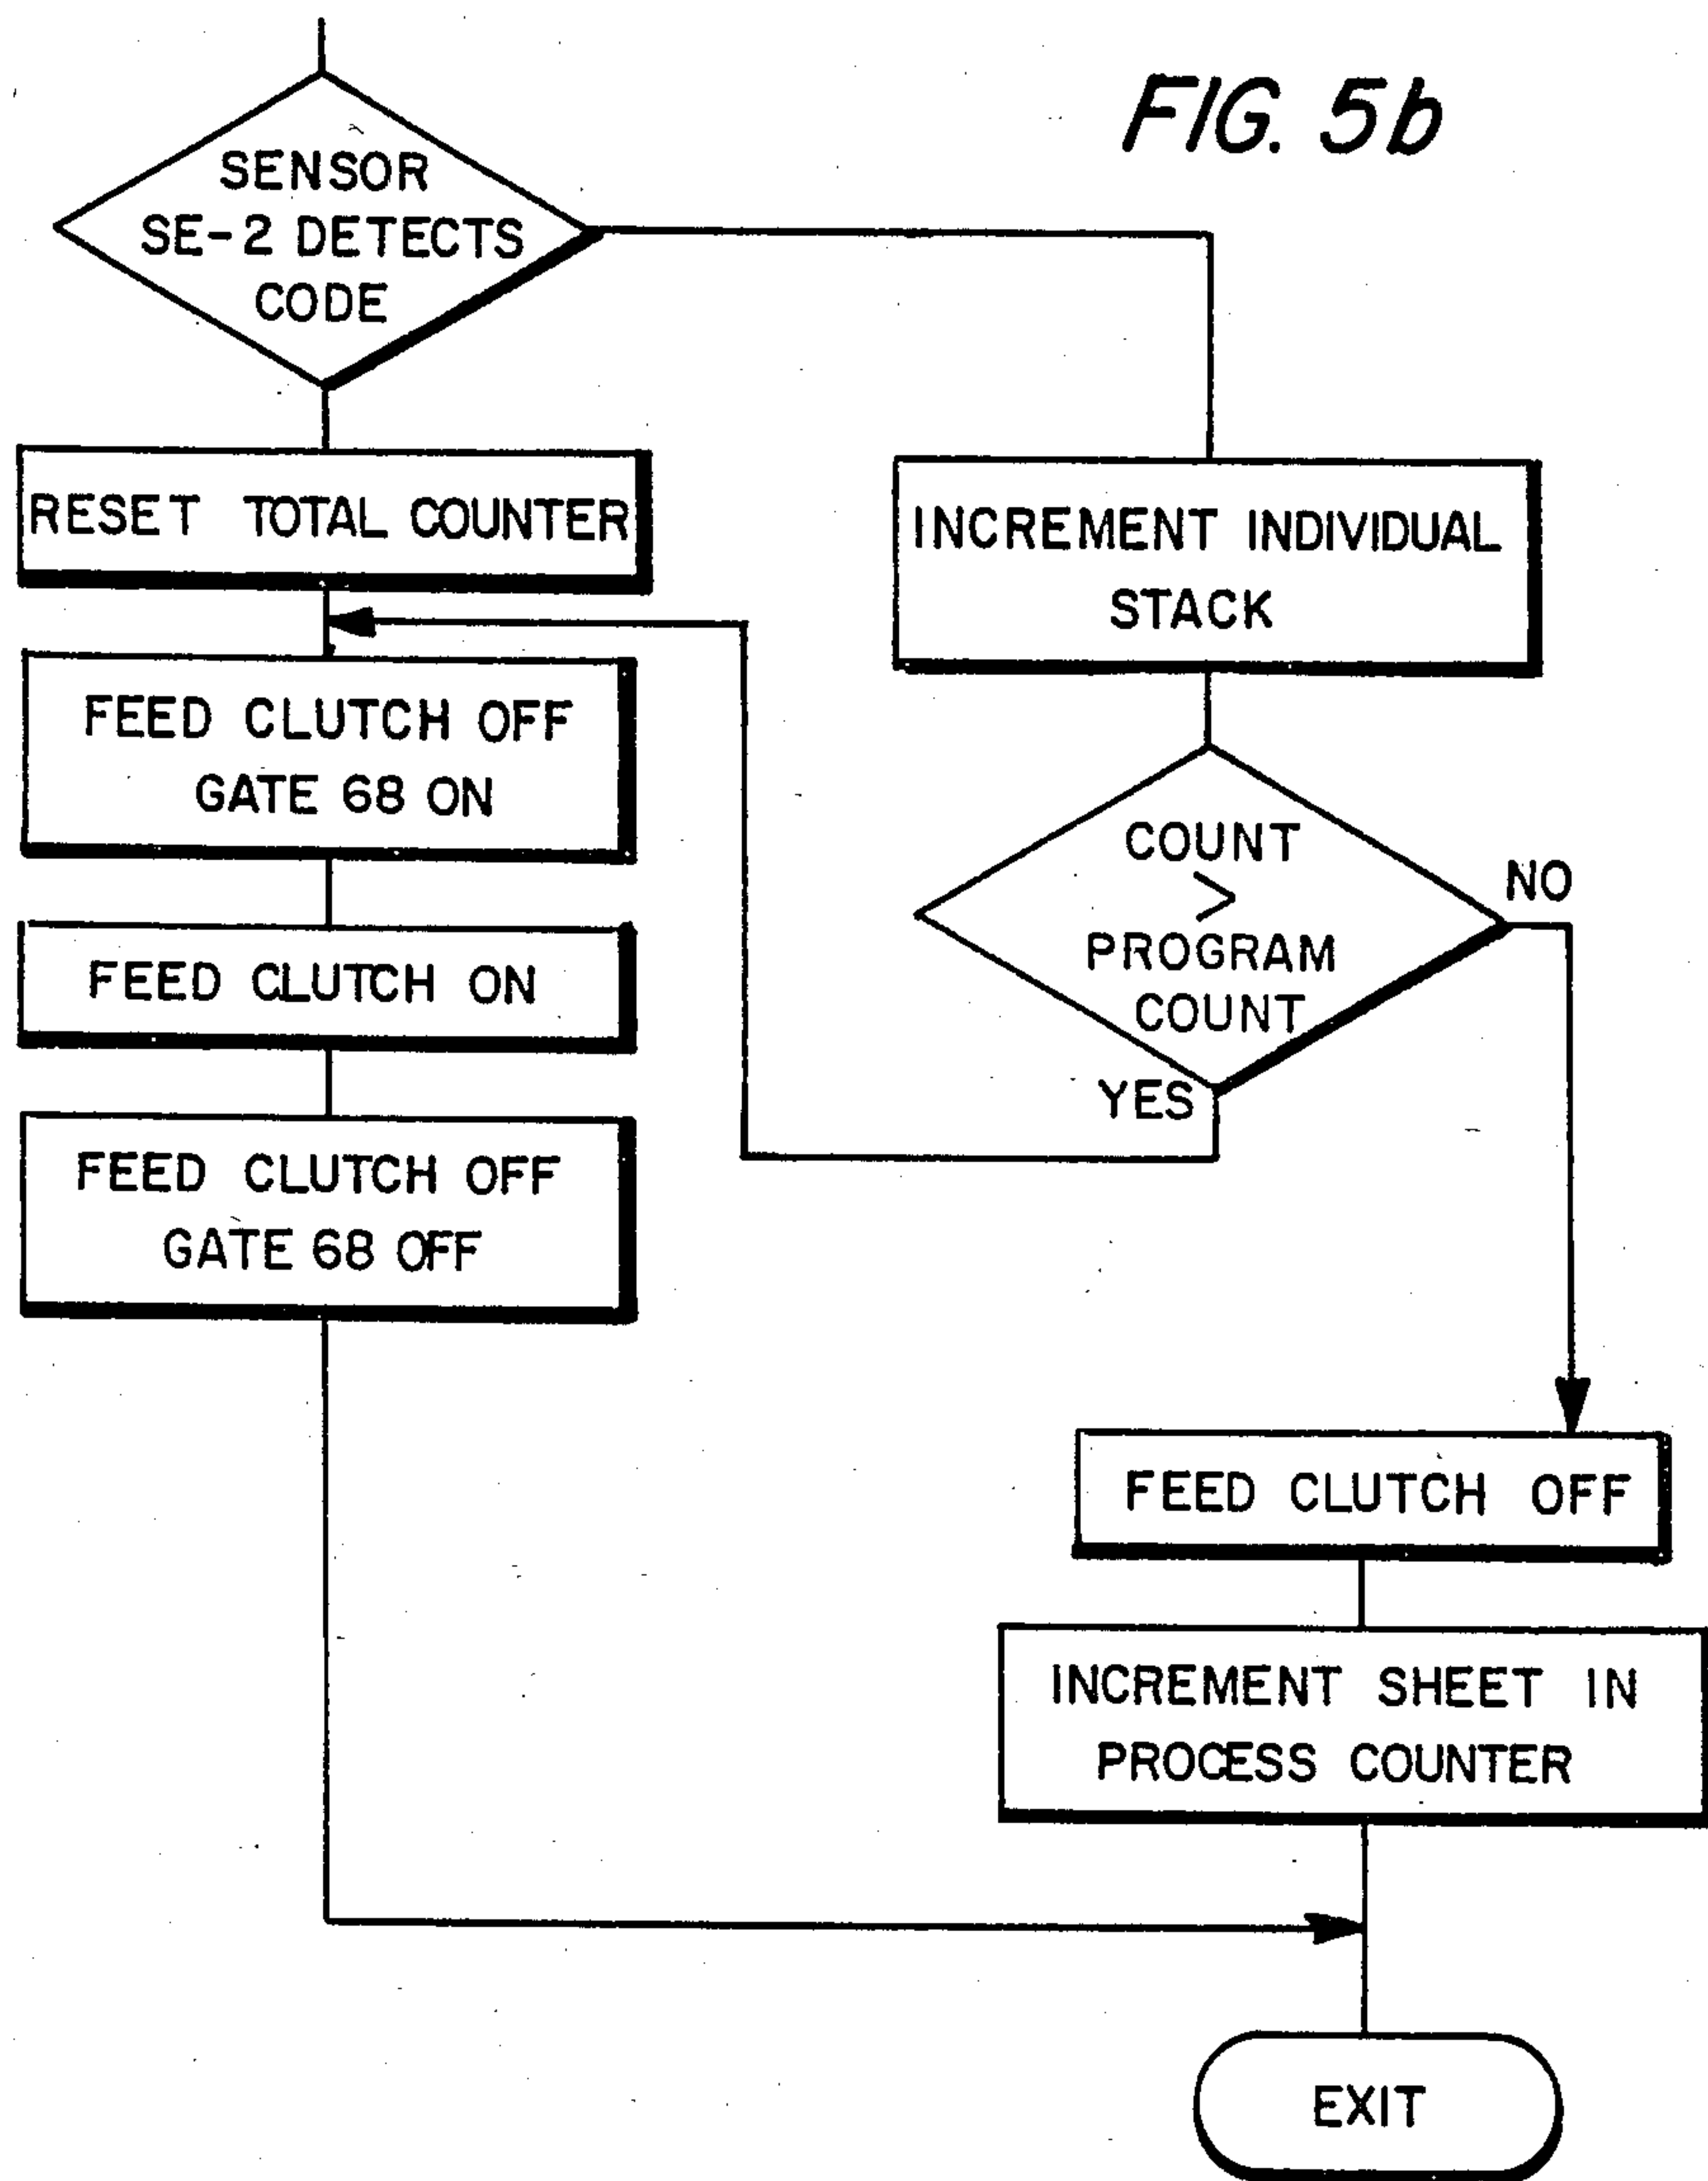 FIG. 5b
SENSOR
SE-2 DETECTS
CODE
RESET TOTAL COUNTER
INCREMENT INDIVIDUAL
STACK
FEED CLUTCH OFF
GATE 68 ON
COUNT
>
PROGRAM
COUNT
NO
YES
FEED CLUTCH ON
FEED CLUTCH OFF
GATE 68 OFF
FEED CLUTCH OFF
INCREMENT SHEET IN
PROCESS COUNTER
EXIT